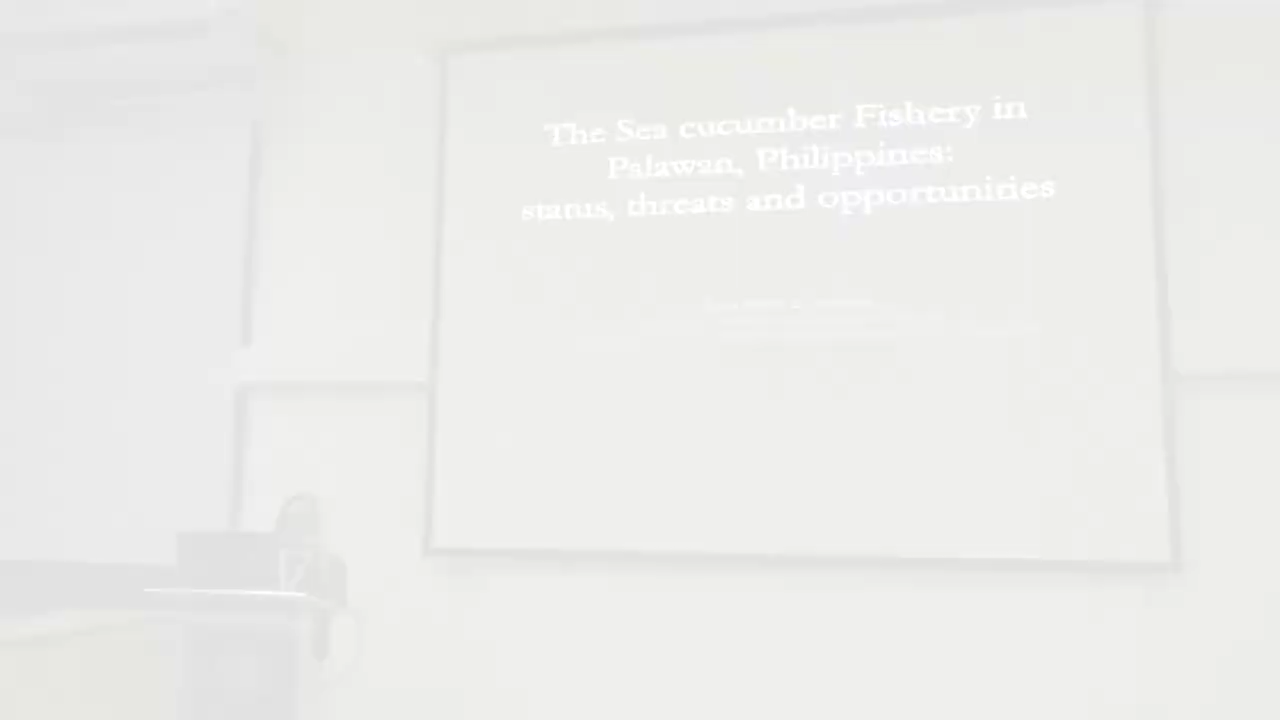 The Sea cucumber Fishery in
Palawan, Philippines:
status, threats and opportunities